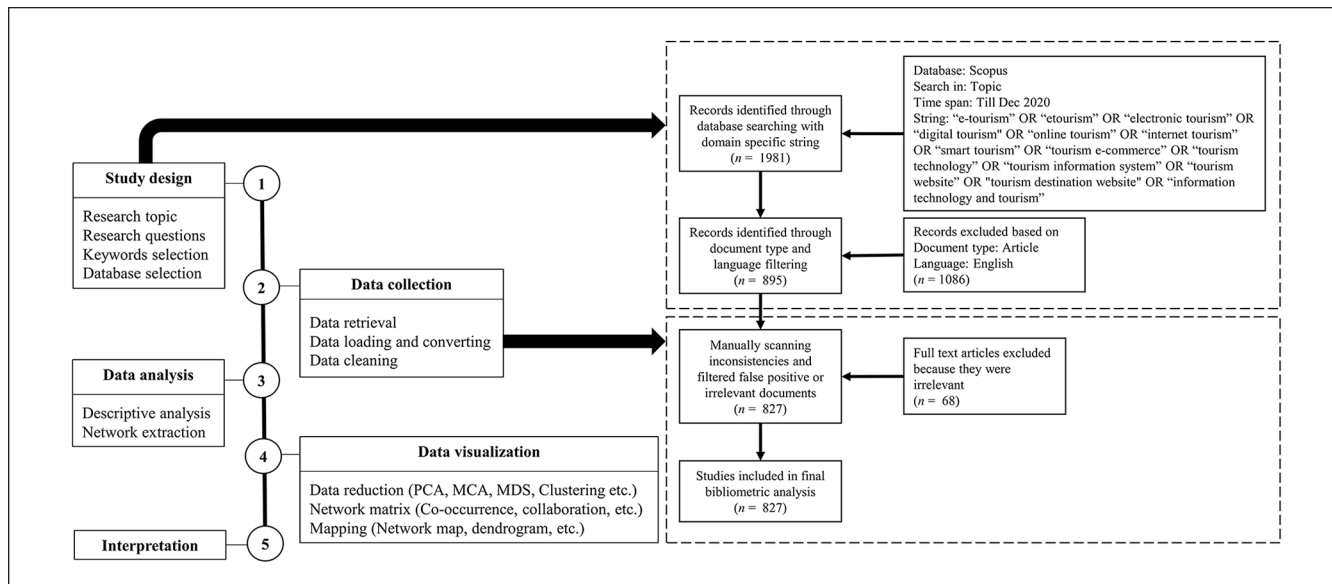 Study design
Research topic
Research questions
Keywords selection
Database selection
1
2
Data collection
Data retrieval
Data loading and converting
Data cleaning
Data analysis
Descriptive analysis
Network extraction
3
4
Data visualization
Data reduction (PCA, MCA, MDS, Clustering etc.)
Network matrix (Co-occurrence, collaboration, etc.)
Mapping (Network map, dendrogram, etc.)
Interpretation
5
Records identified through
database searching with
domain specific string
(n = 1981)
Database: Scopus
Search in: Topic
Time span: Till Dec 2020
String: “e-tourism” OR “etourism” OR “electronic tourism” OR
“digital tourism" OR “online tourism” OR “internet tourism”
OR “smart tourism” OR “tourism e-commerce” OR “tourism
technology” OR “tourism information system” OR “tourism
website” OR "tourism destination website" OR “information
technology and tourism”
Records identified through
document type and
language filtering
(n = 895)
Records excluded based on
Document type: Article
Language: English
(n = 1086)
Manually scanning
inconsistencies and
filtered false positive or
irrelevant documents
(n = 827)
Full text articles excluded
because they were
irrelevant
(n = 68)
Studies included in final
bibliometric analysis
(n = 827)